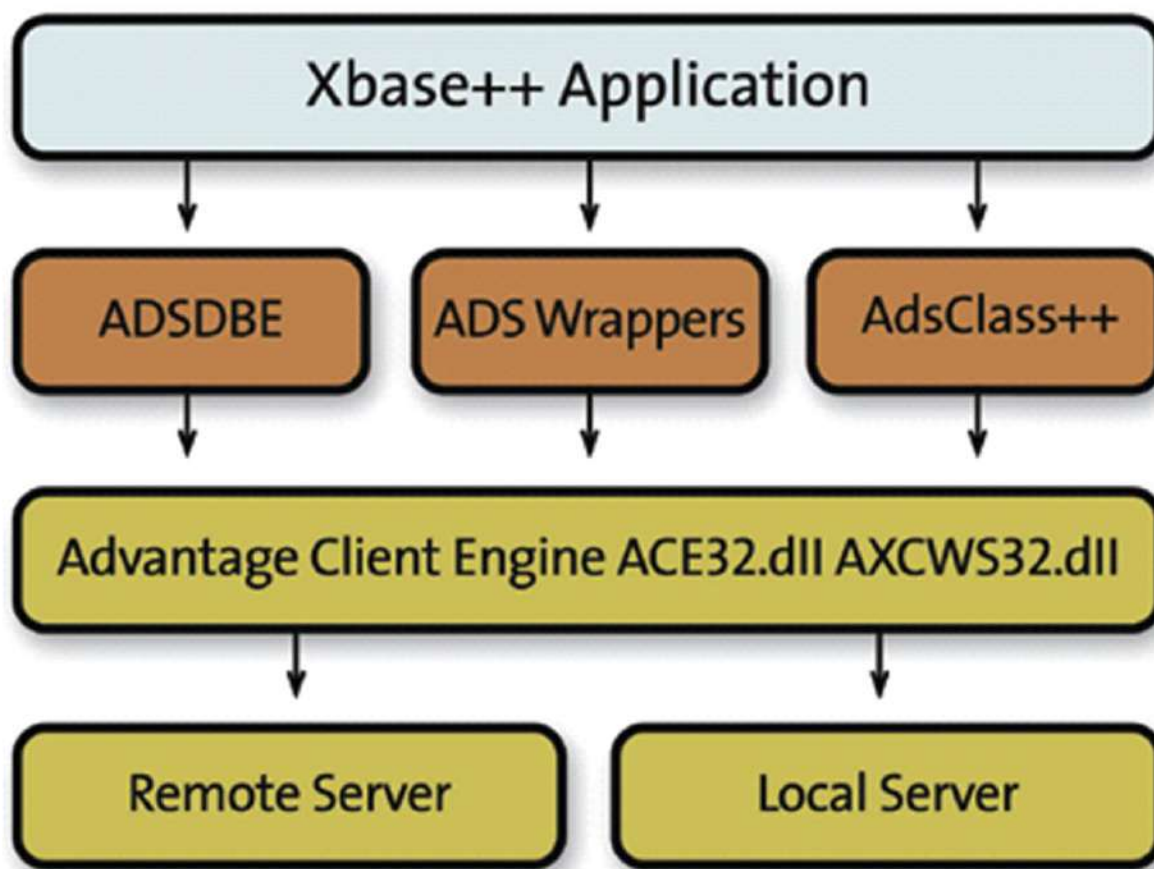 Xbase++ Application
ADSDBE
ADS Wrappers
AdsClass++
Advantage Client Engine ACE32.dll AXCWS32.dll
Remote Server
Local Server